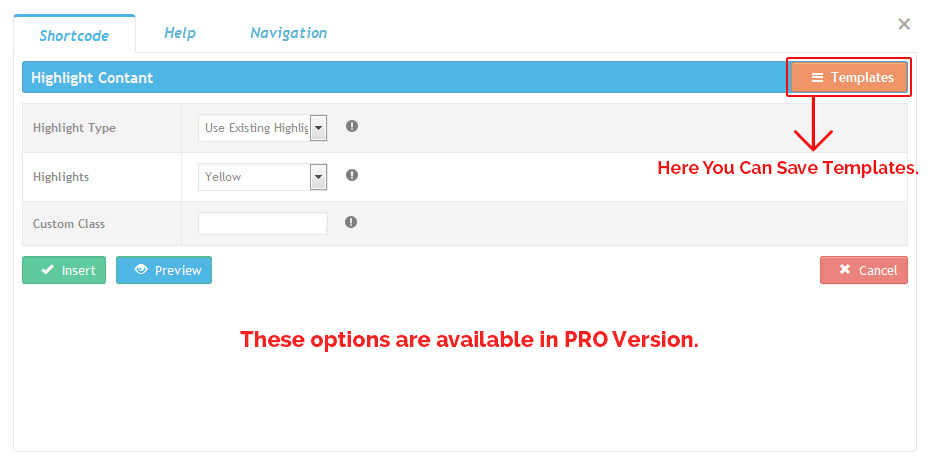 Shortcode Help Navigation
Highlight Contant
Templates
Highlight Type Use Existing Highlig
Here You Can Save Templates.
Highlights Yellow
Custom Class
Insert Preview Cancel
These options are available in PRO Version.